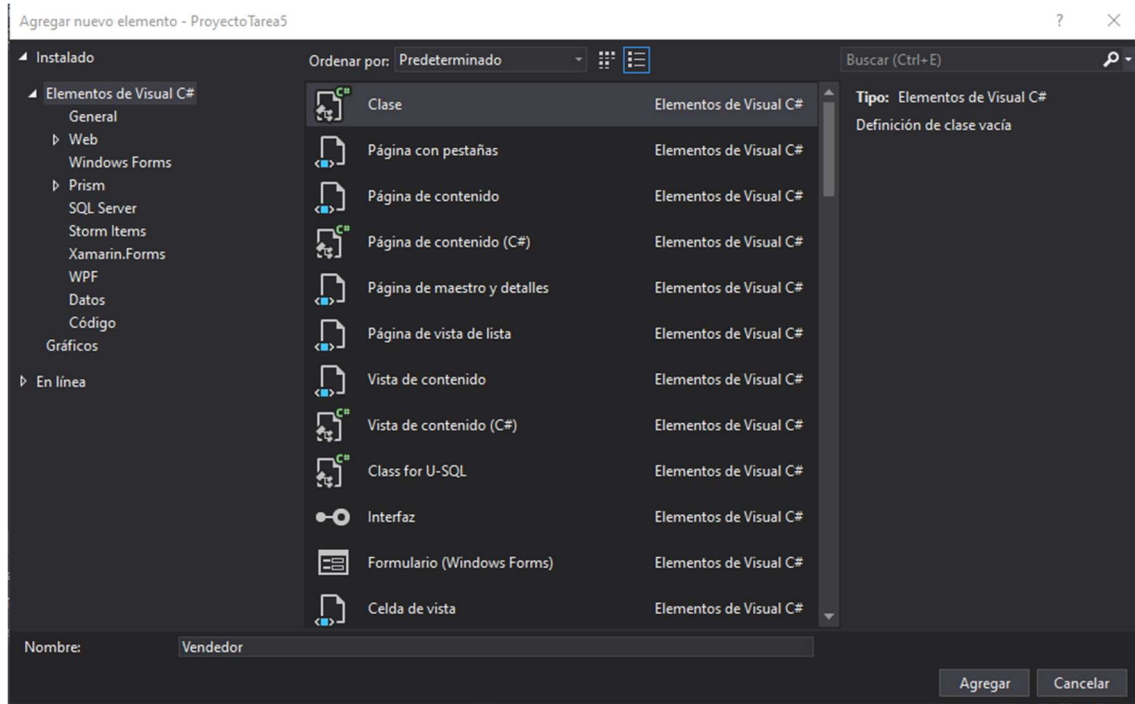 Agregar nuevo elemento - ProyectoTarea5
Instalado
Ordenar por: Predeterminado
Buscar (Ctrl+E)
Elementos de Visual C#
General
Web
Windows Forms
Prism
SQL Server
Storm Items
Xamarin.Forms
WPF
Datos
Código
Gráficos
En línea
Clase Elementos de Visual C#
Página con pestañas Elementos de Visual C#
Página de contenido Elementos de Visual C#
Página de contenido (C#) Elementos de Visual C#
Página de maestro y detalles Elementos de Visual C#
Página de vista de lista Elementos de Visual C#
Vista de contenido Elementos de Visual C#
Vista de contenido (C#) Elementos de Visual C#
Class for U-SQL Elementos de Visual C#
Interfaz Elementos de Visual C#
Formulario (Windows Forms) Elementos de Visual C#
Celda de vista Elementos de Visual C#
Tipo: Elementos de Visual C#
Definición de clase vacía
Nombre: Vendedor
Agregar Cancelar